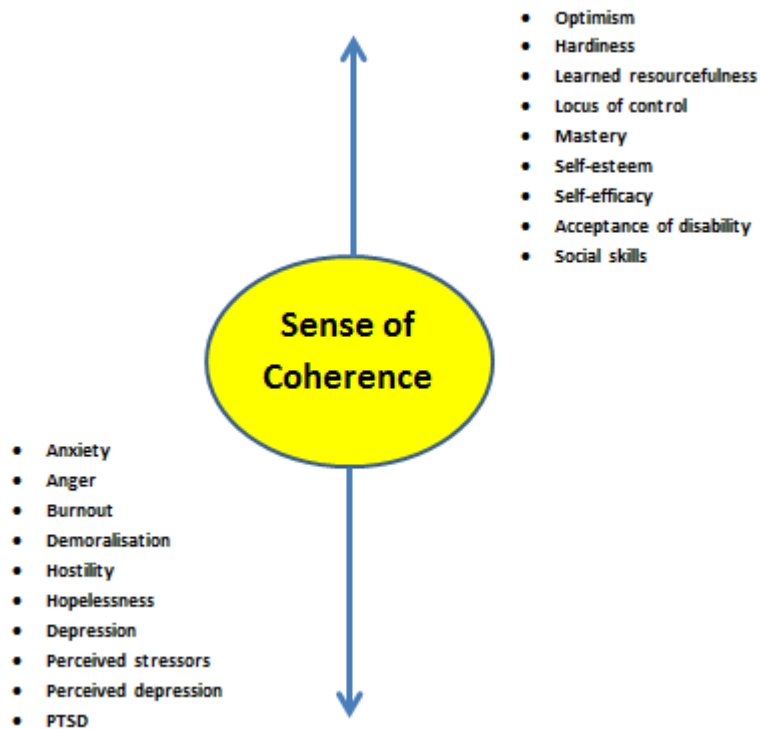 • Optimism
• Hardiness
• Learned resourcefulness
• Locus of control
• Mastery
• Self-esteem
• Self-efficacy
• Acceptance of disability
• Social skills
Sense of
Coherence
• Anxiety
• Anger
• Burnout
• Demoralisation
• Hostility
• Hopelessness
• Depression
• Perceived stressors
• Perceived depression
• PTSD